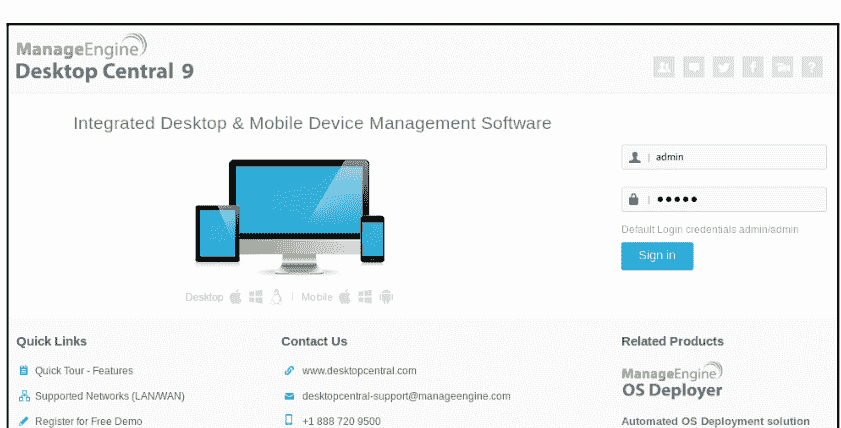 ManageEngine
Desktop Central 9
Integrated Desktop & Mobile Device Management Software
admin
Default Login credentials admin/admin
Sign in
Desktop | Mobile
Quick Links
Quick Tour - Features
Supported Networks (LAN/WAN)
Register for Free Demo
Contact Us
www.desktopcentral.com
desktopcentral-support@manageengine.com
+1 888 720 9500
Related Products
ManageEngine
OS Deployer
Automated OS Deployment solution